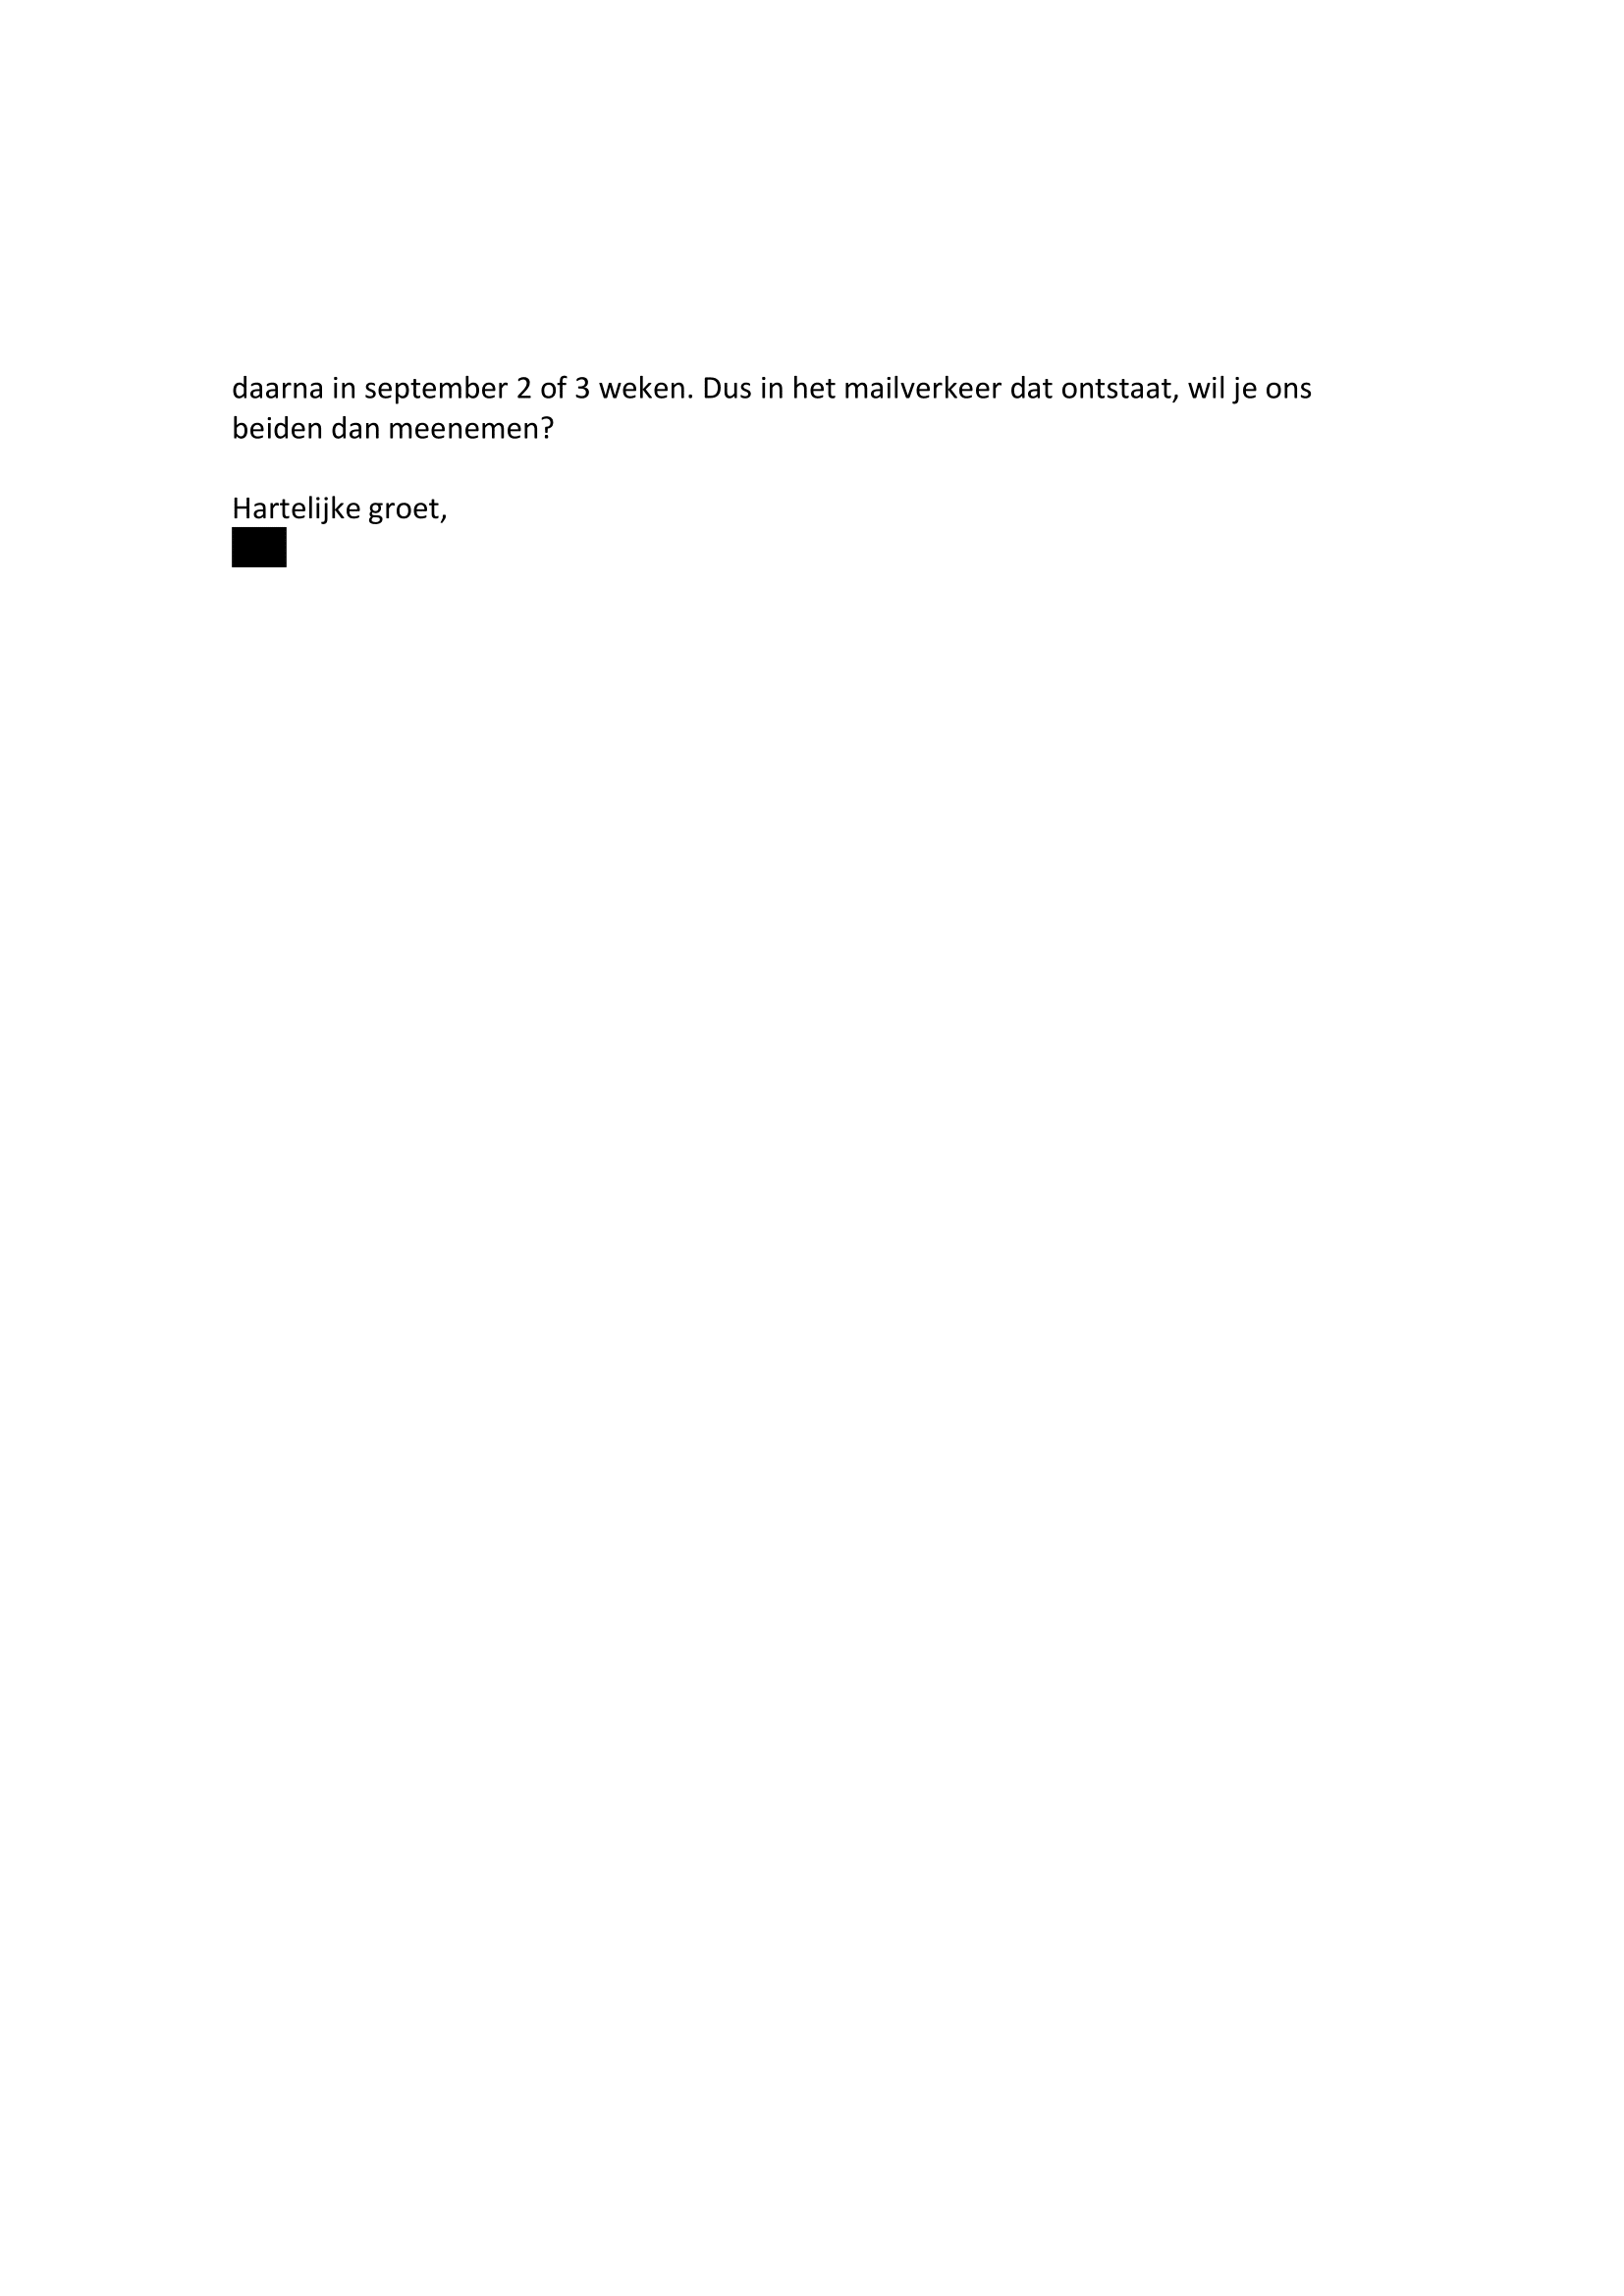 daarna in september 2 of 3 weken. Dus in het mailverkeer dat ontstaat, wil je ons
beiden dan meenemen?
Hartelijke groet,